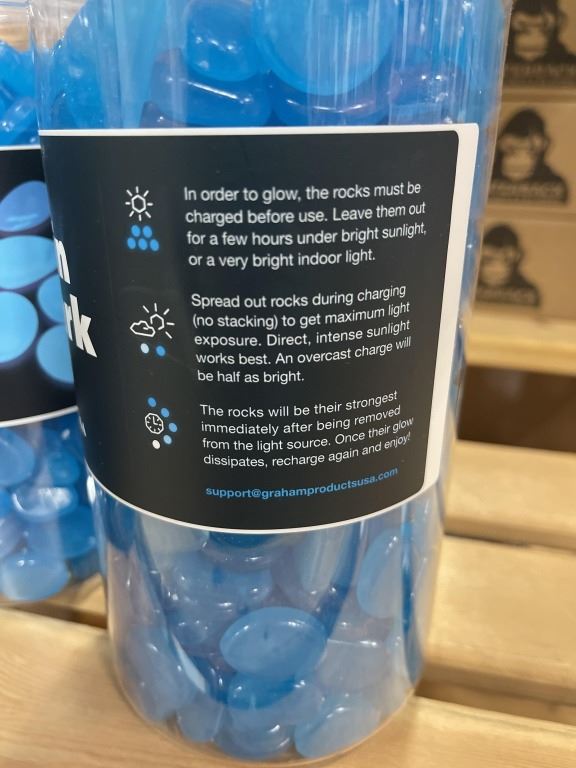 In order to glow, the rocks must be
charged before use. Leave them out
for a few hours under bright sunlight,
or a very bright indoor light.
Spread out rocks during charging
(no stacking) to get maximum light
exposure. Direct, intense sunlight
works best. An overcast charge will
be half as bright.
The rocks will be their strongest
immediately after being removed
from the light source. Once their glow
dissipates, recharge again and enjoy!
support@grahamproductsusa.com